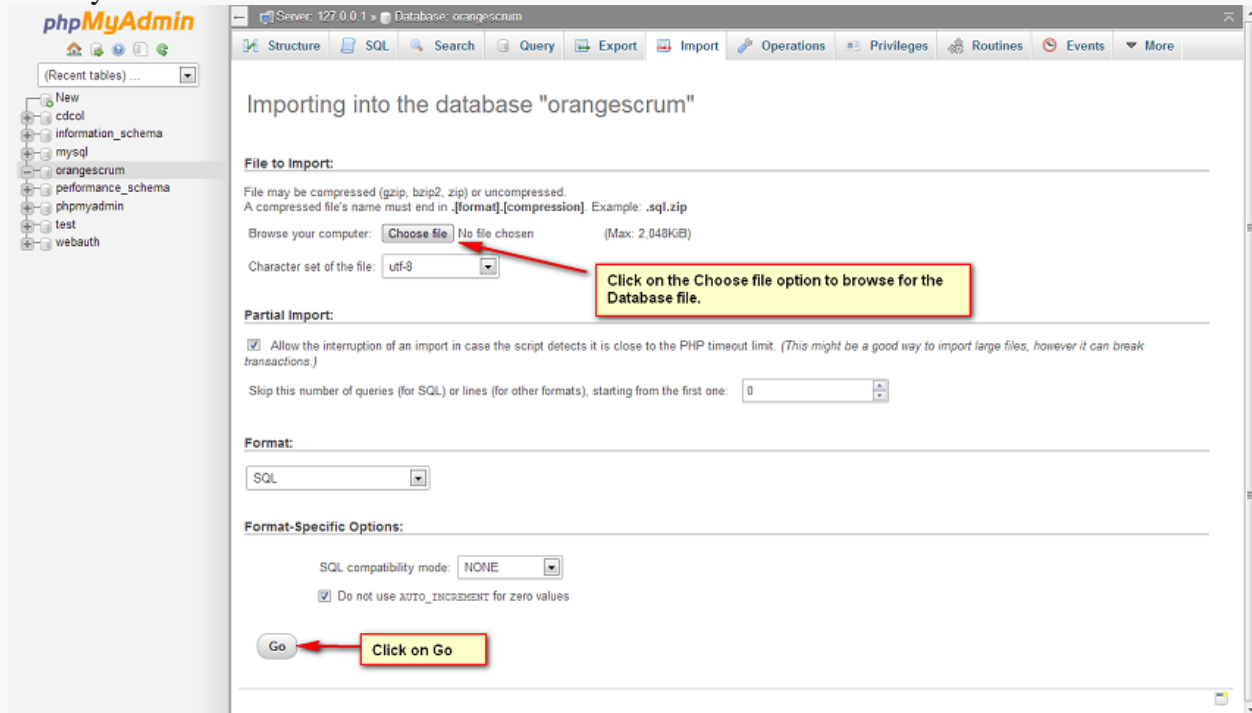 phpMyAdmin
(Recent tables) ...
New
cdcol
information_schema
mysql
orangescrum
performance_schema
phpmyadmin
test
webauth
Server: 127.0.0.1 » Database: orangescrum
Structure SQL Search Query Export Import Operations Privileges Routines Events More
Importing into the database "orangescrum"
File to Import:
File may be compressed (gzip, bzip2, zip) or uncompressed.
A compressed file's name must end in .[format].[compression]. Example: .sql.zip
Browse your computer: Choose file No file chosen (Max: 2,048KiB)
Character set of the file: utf-8
Click on the Choose file option to browse for the
Database file.
Partial Import:
Allow the interruption of an import in case the script detects it is close to the PHP timeout limit. (This might be a good way to import large files, however it can break
transactions.)
Skip this number of queries (for SQL) or lines (for other formats), starting from the first one: 0
Format:
SQL
Format-Specific Options:
SQL compatibility mode: NONE
Do not use AUTO_INCREMENT for zero values
Go
Click on Go